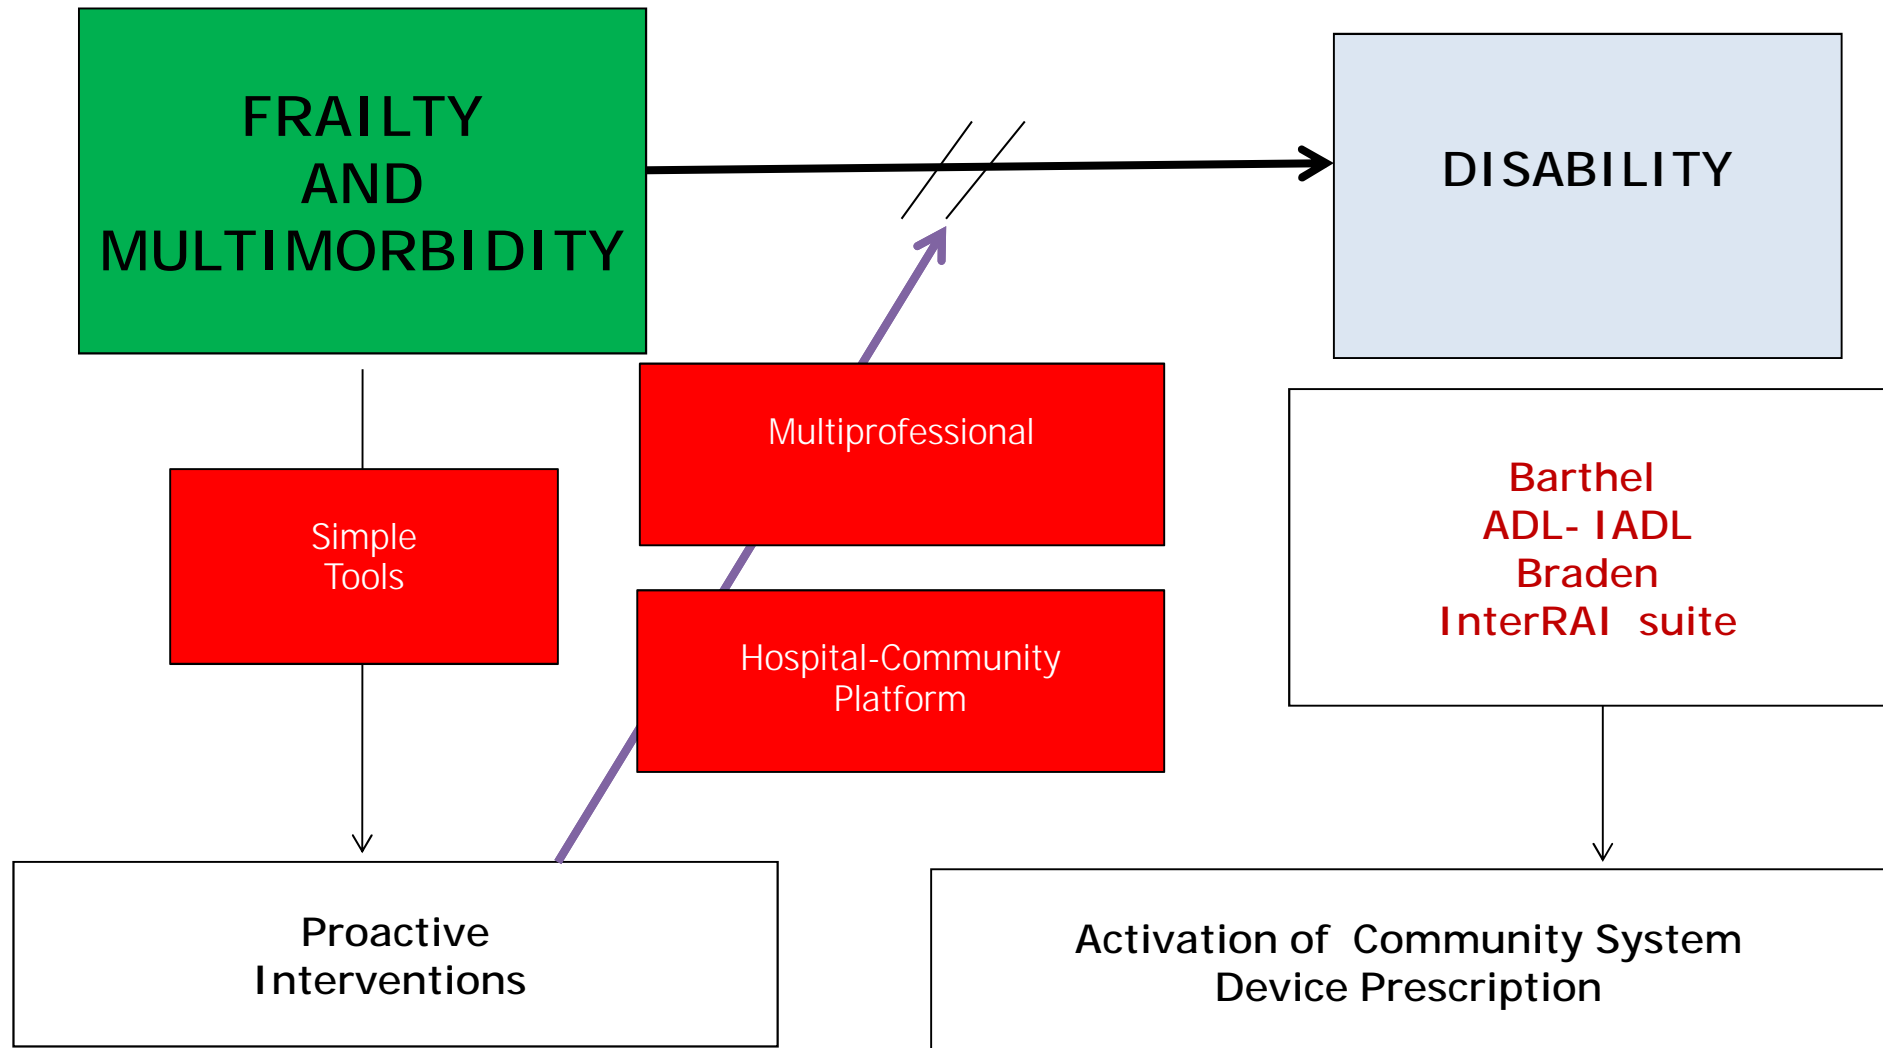 FRAILTY
AND
MULTIMORBIDITY
DISABILITY
Multiprofessional
Simple
Tools
Hospital-Community
Platform
Barthel
ADL- IADL
Braden
InterRAI suite
Proactive
Interventions
Activation of Community System
Device Prescription